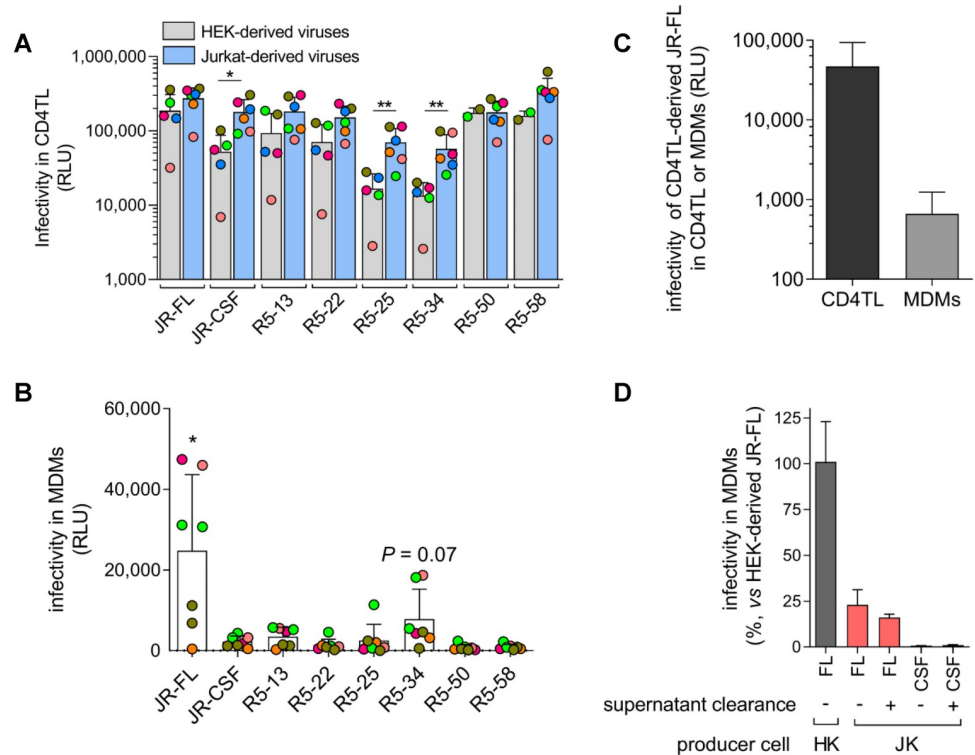 A
HEK-derived viruses
Jurkat-derived viruses
Infectivity in CD4TL
(RLU)
1,000,000
100,000
10,000
1,000
*
**
**
JR-FL
JR-CSF
R5-13
R5-22
R5-25
R5-34
R5-50
R5-58
B
infectivity in MDMs
(RLU)
60,000
40,000
20,000
0
*
P = 0.07
JR-FL
JR-CSF
R5-13
R5-22
R5-25
R5-34
R5-50
R5-58
C
infectivity of CD4TL-derived JR-FL
in CD4TL or MDMs (RLU)
100,000
10,000
1,000
100
CD4TL
MDMs
D
infectivity in MDMs
(%, vs HEK-derived JR-FL)
125
100
75
50
25
0
FL
FL
FL
CSF
CSF
supernatant clearance - - + - +
producer cell HK JK